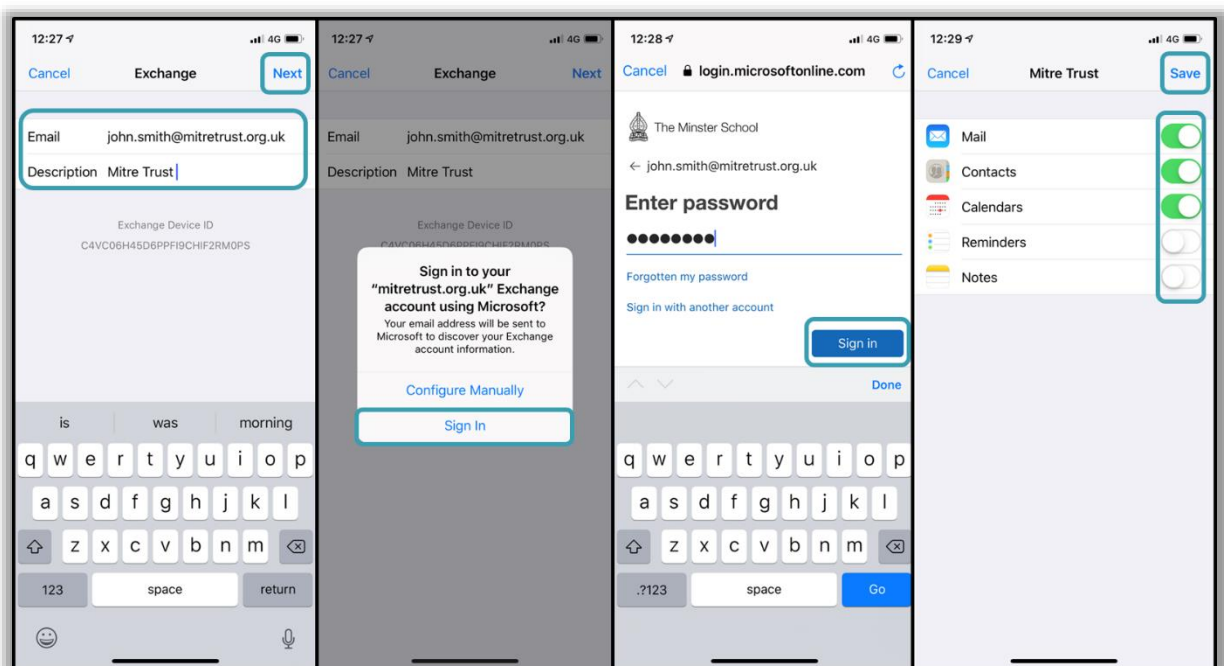 12:27
4G
Cancel Exchange Next
Email john.smith@mitretrust.org.uk
Description Mitre Trust
Exchange Device ID
C4VC06H45D6PPFI9CHIF2RM0PS
is was morning
q w e r t y u i o p
a s d f g h j k l
z x c v b n m
123 space return
12:27
4G
Cancel Exchange Next
Email john.smith@mitretrust.org.uk
Description Mitre Trust
Exchange Device ID
C4VC06H45D6PPFI9CHIF2RM0PS
Sign in to your
"mitretrust.org.uk" Exchange
account using Microsoft?
Your email address will be sent to
Microsoft to discover your Exchange
account information.
Configure Manually
Sign In
12:28
4G
Cancel login.microsoftonline.com
The Minster School
← john.smith@mitretrust.org.uk
Enter password
●●●●●●●●
Forgotten my password
Sign in with another account
Sign in
Done
q w e r t y u i o p
a s d f g h j k l
z x c v b n m
.?123 space Go
12:29
4G
Cancel Mitre Trust Save
Mail
Contacts
Calendars
Reminders
Notes